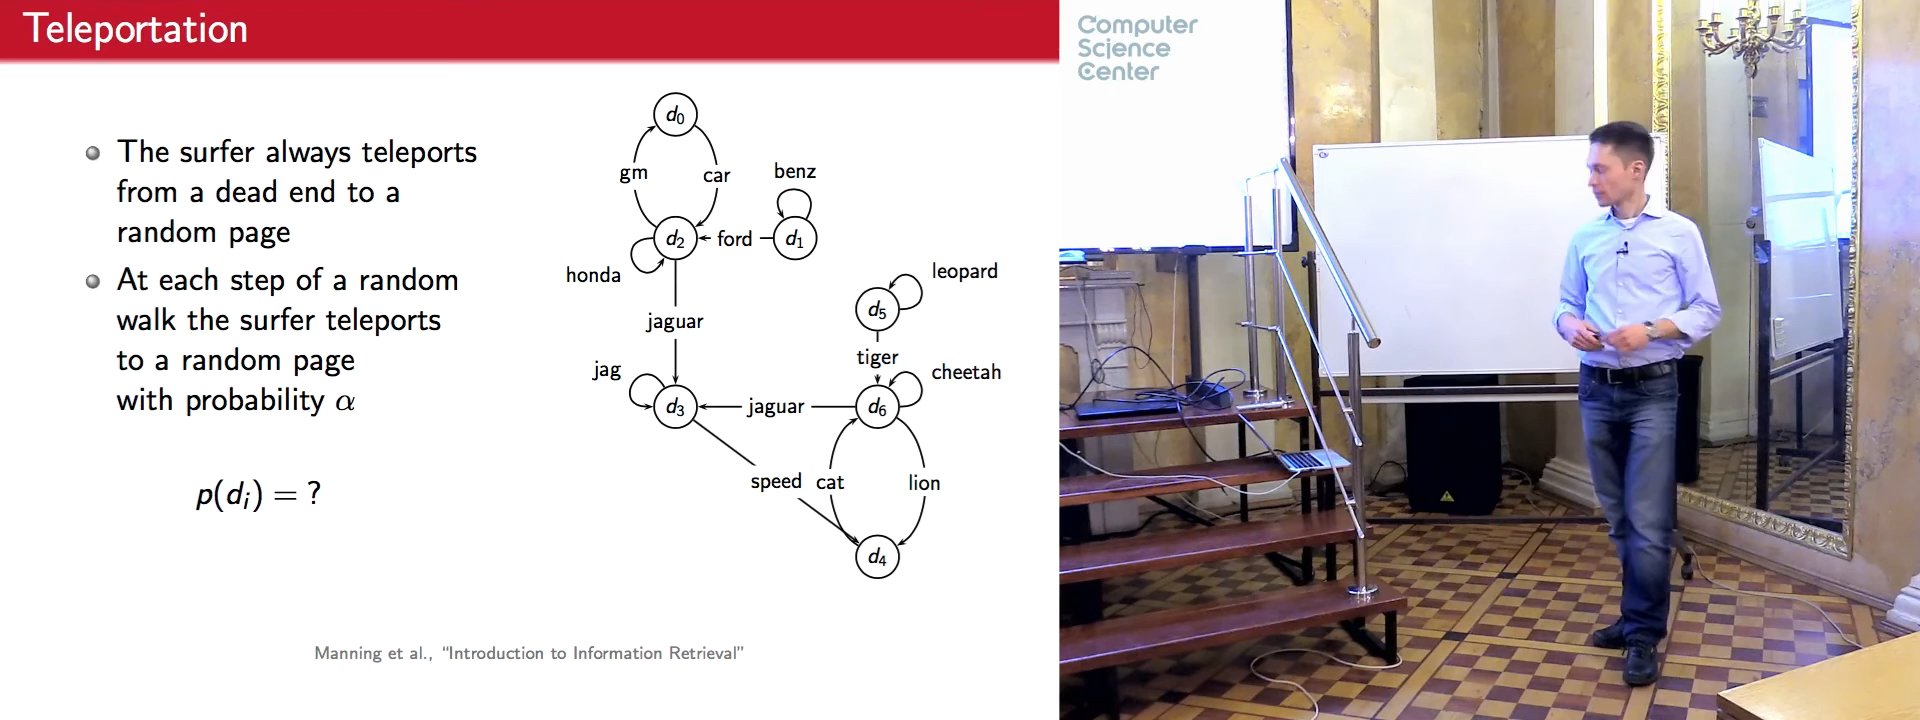 Teleportation
The surfer always teleports
from a dead end to a
random page
At each step of a random
walk the surfer teleports
to a random page
with probability α
p(dᵢ) = ?
d₀
gm
car
benz
d₂
ford
d₁
honda
leopard
d₅
jaguar
tiger
jag
cheetah
d₃
jaguar
d₆
speed
cat
lion
d₄
Manning et al., “Introduction to Information Retrieval”
Computer
Science
Center